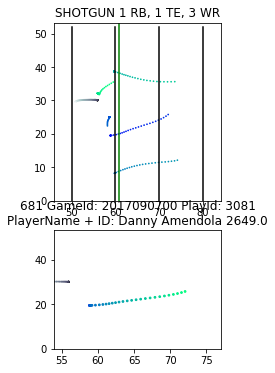 SHOTGUN 1 RB, 1 TE, 3 WR
50
40
30
20
10
0
50 60 70 80
681 GameId: 2017090700 PlayId: 3081
PlayerName + ID: Danny Amendola 2649.0
40
20
0
55 60 65 70 75